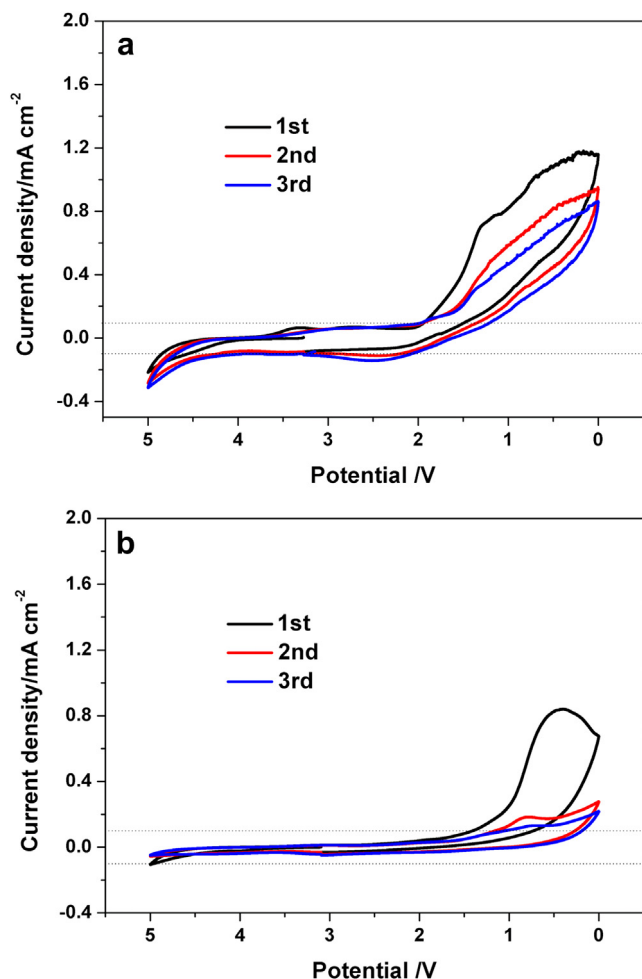 a
2.0
1.6
1.2
0.8
0.4
0.0
-0.4
Current density/mA cm⁻²
1st
2nd
3rd
5 4 3 2 1 0
Potential /V
b
2.0
1.6
1.2
0.8
0.4
0.0
-0.4
Current density/mA cm⁻²
1st
2nd
3rd
5 4 3 2 1 0
Potential /V